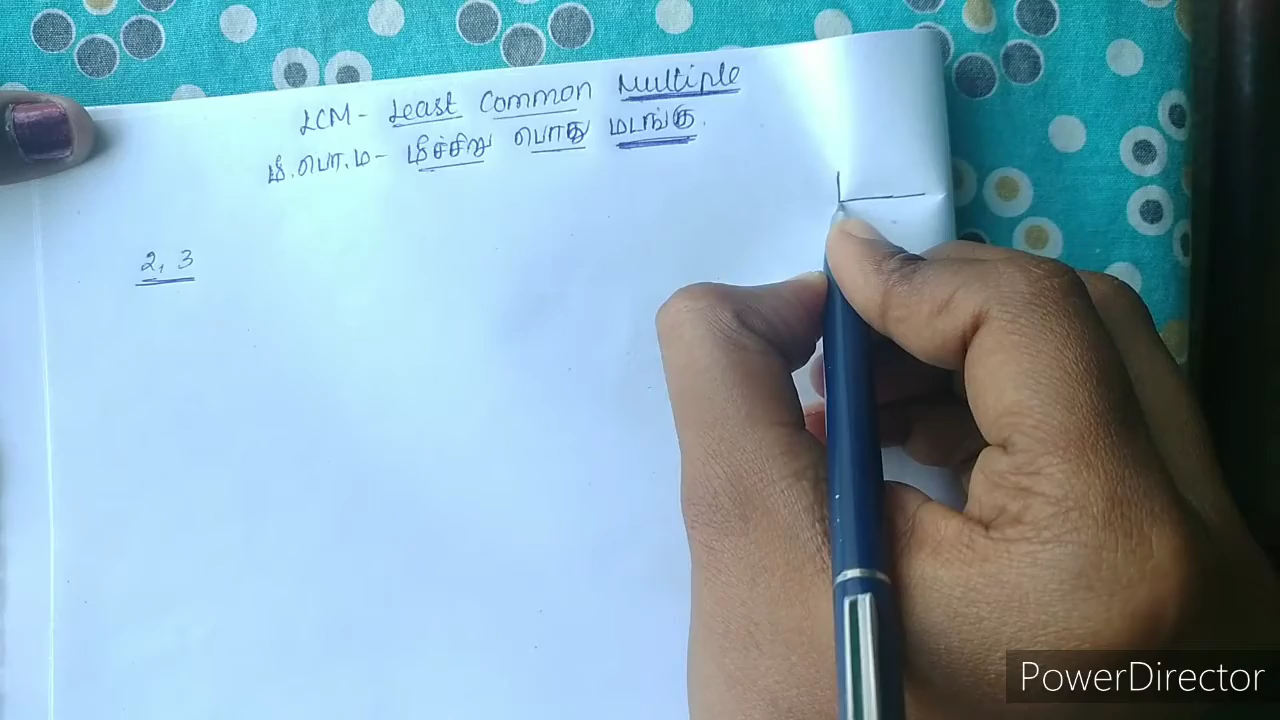 LCM - Least Common Multiple
மீ.பொ.ம - மீச்சிறு பொது மடங்கு.
2, 3
PowerDirector